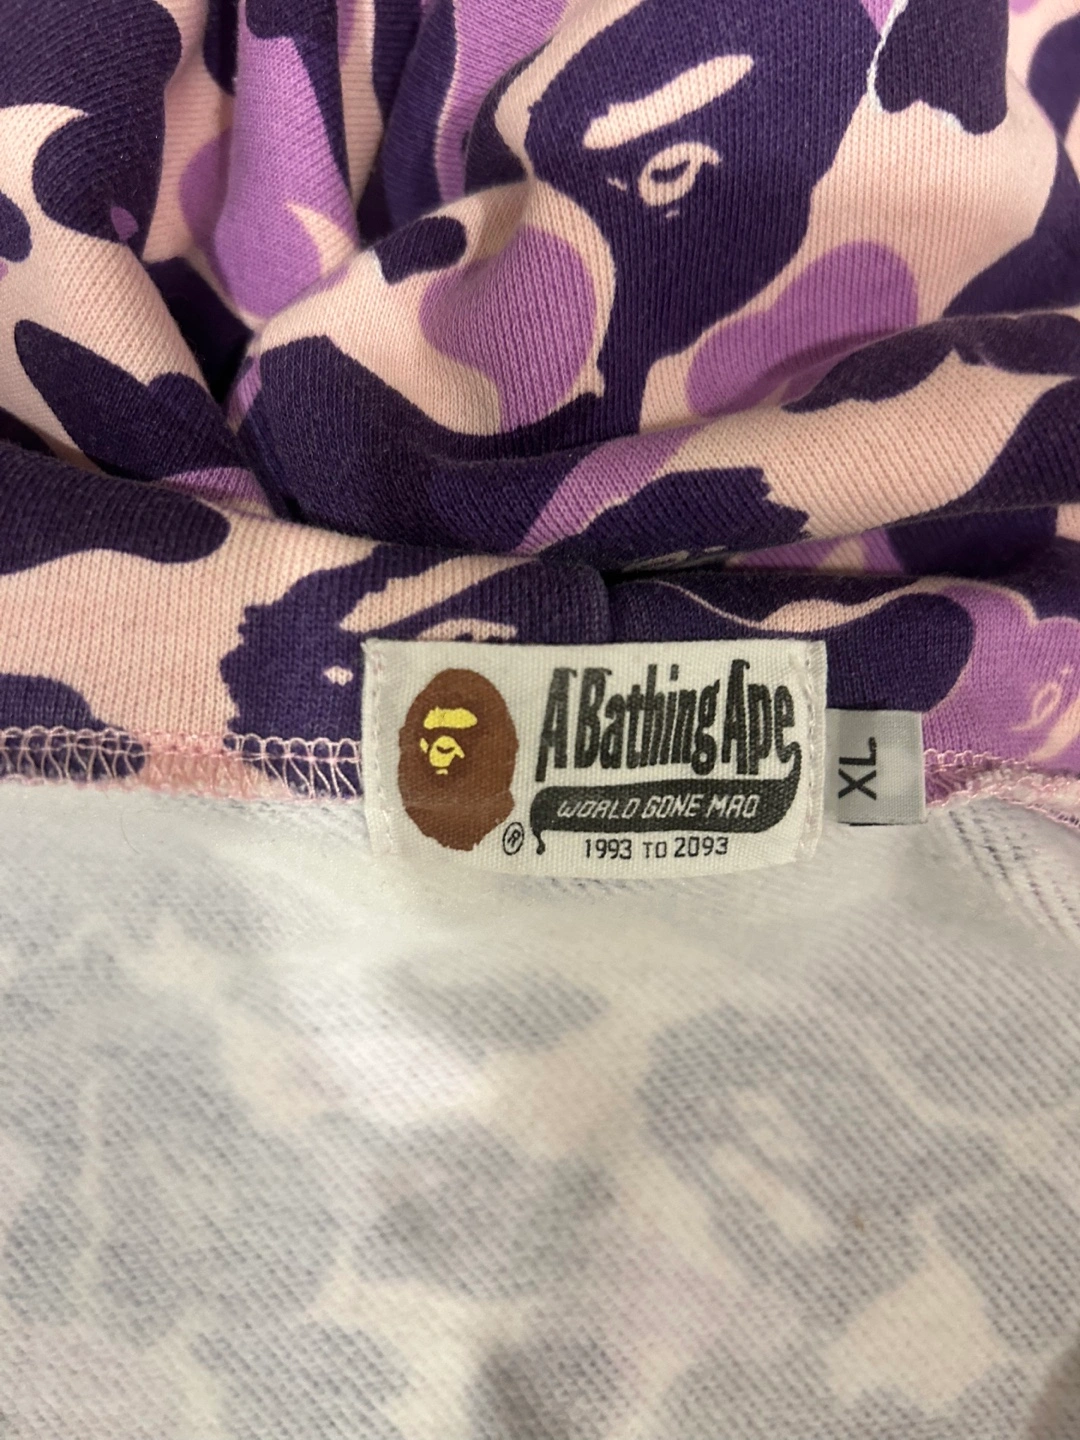 A Bathing Ape
WORLD GONE MAD
®
1993 TO 2093
XL